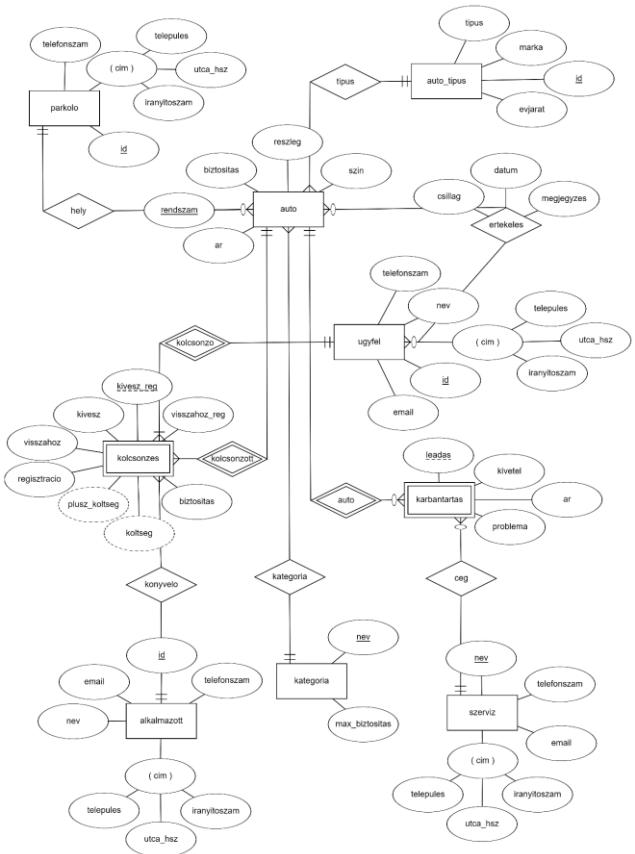 tipus
telepules
telefonszam
marka
( cim )
utca_hsz
tipus
auto_tipus
id
parkolo
iranyitoszam
evjarat
reszleg
id
biztositas
szin
datum
csillag
megjegyzes
hely
rendszam
auto
ertekeles
ar
telefonszam
nev
telepules
kolcsonzo
ugyfel
( cim )
utca_hsz
id
iranyitoszam
kivesz_reg
email
kivesz
visszahoz_reg
visszahoz
kolcsonzes
kolcsonzott
leadas
kivetel
regisztracio
plusz_koltseg
biztositas
auto
karbantartas
ar
koltseg
problema
konyvelo
kategoria
ceg
nev
id
nev
email
telefonszam
kategoria
telefonszam
nev
alkalmazott
max_biztositas
szerviz
email
( cim )
( cim )
telepules
iranyitoszam
telepules
iranyitoszam
utca_hsz
utca_hsz